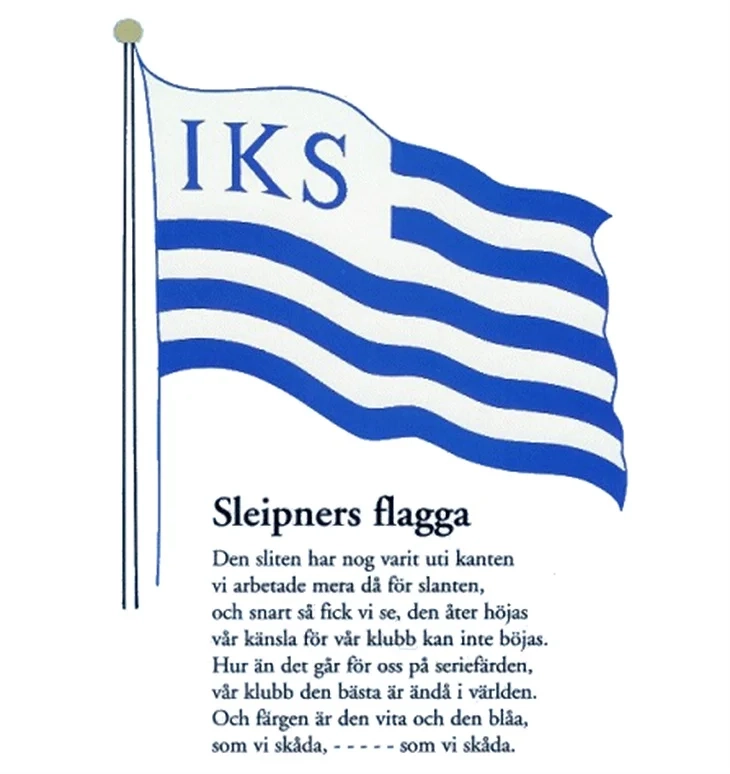 IKS
Sleipners flagga
Den sliten har nog varit uti kanten
vi arbetade mera då för slanten,
och snart så fick vi se, den åter höjas
vår känsla för vår klubb kan inte böjas.
Hur än det går för oss på seriefärden,
vår klubb den bästa är ändå i världen.
Och färgen är den vita och den blåa,
som vi skåda, - - - - - som vi skåda.